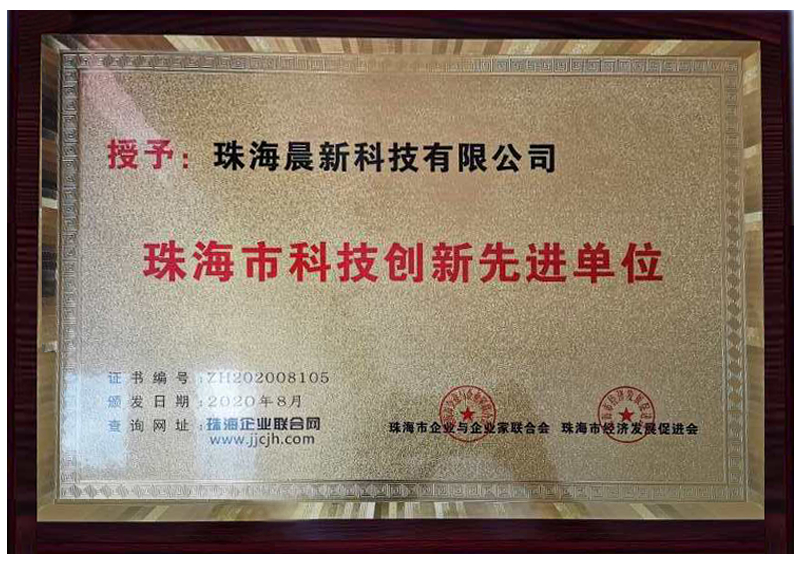 授予：珠海晨新科技有限公司
珠海市科技创新先进单位
证书编号：ZH202008105
颁发日期：2020年8月
查询网址：珠海企业联合网
www.jjcjh.com
珠海市企业与企业家联合会 珠海市经济发展促进会